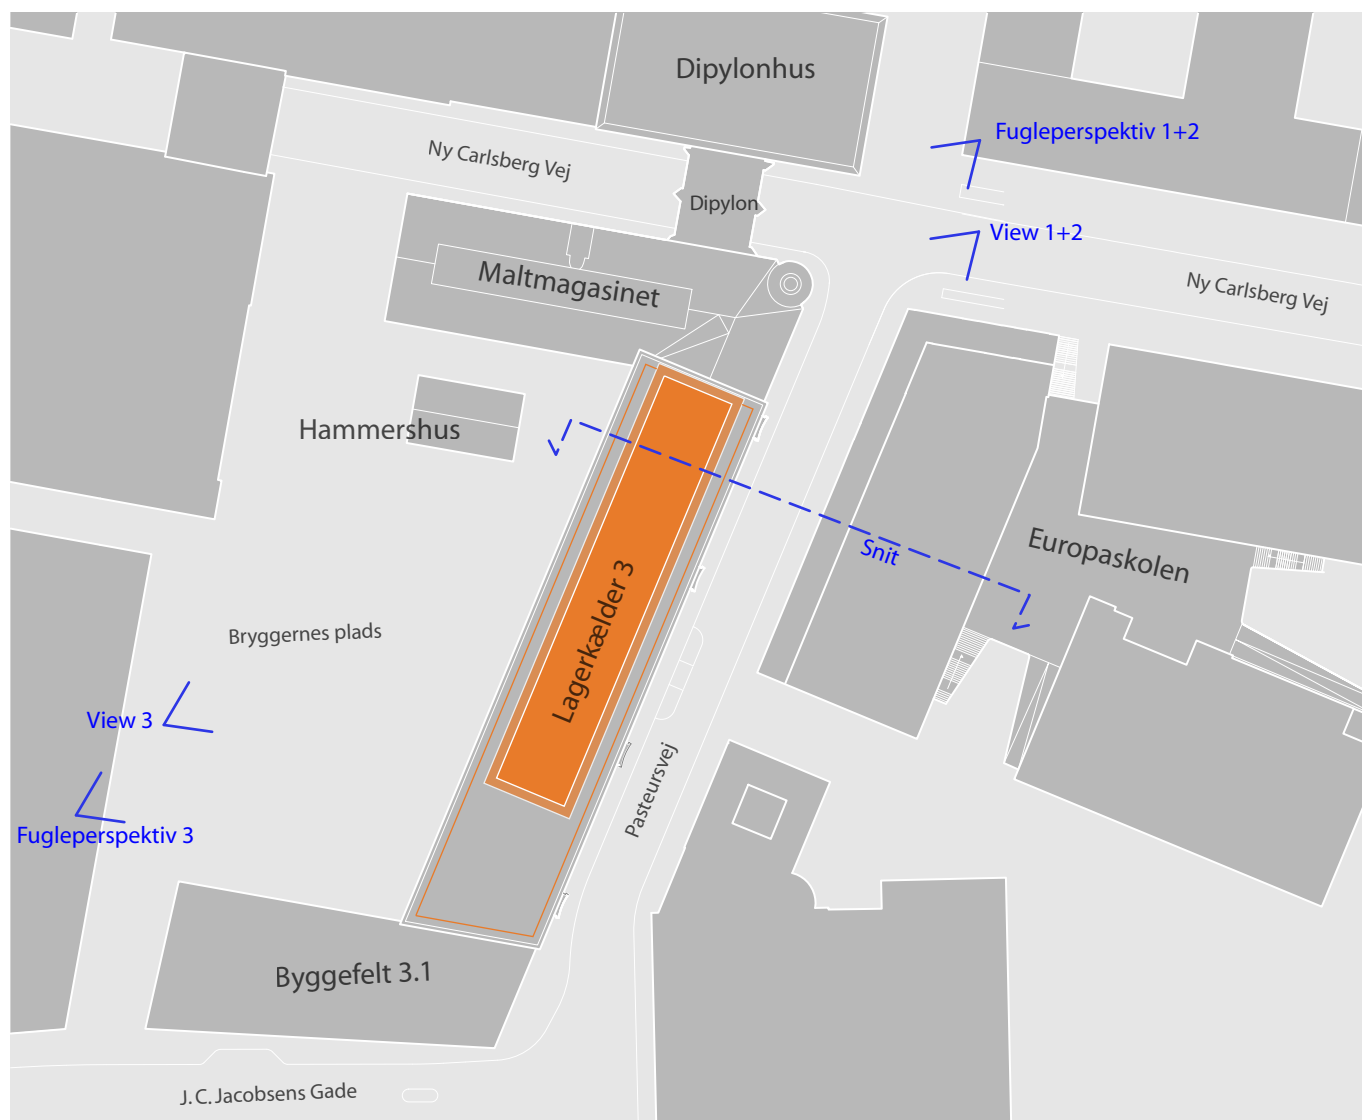 Dipylonhus
Fugleperspektiv 1+2
Ny Carlsberg Vej
Dipylon
View 1+2
Maltmagasinet
Ny Carlsberg Vej
Hammershus
Snit
Europaskolen
Lagerkælder 3
Bryggernes plads
View 3
Pasteursvej
Fugleperspektiv 3
Byggefelt 3.1
J.C. Jacobsens Gade